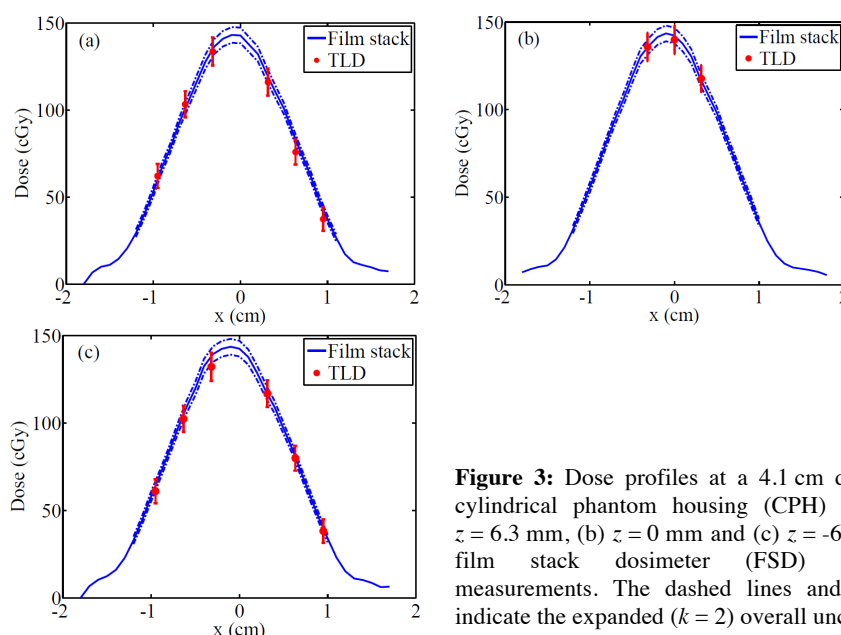 (a)
Film stack
TLD
150
100
50
0
Dose (cGy)
-2 -1 0 1 2
x (cm)
(b)
Film stack
TLD
150
100
50
0
Dose (cGy)
-2 -1 0 1 2
x (cm)
(c)
Film stack
TLD
150
100
50
0
Dose (cGy)
-2 -1 0 1 2
x (cm)
Figure 3: Dose profiles at a 4.1 cm
cylindrical phantom housing (CPH)
z = 6.3 mm, (b) z = 0 mm and (c) z = -6
film stack dosimeter (FSD)
measurements. The dashed lines and
indicate the expanded (k = 2) overall